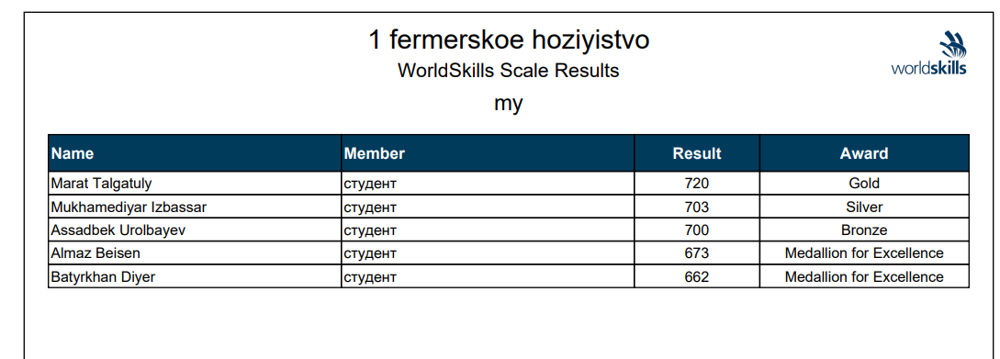 1 fermerskoe hoziyistvo
WorldSkills Scale Results
worldskills
my
Name Member Result Award
Marat Talgatuly студент 720 Gold
Mukhamediyar Izbassar студент 703 Silver
Assadbek Urolbayev студент 700 Bronze
Almaz Beisen студент 673 Medallion for Excellence
Batyrkhan Diyer студент 662 Medallion for Excellence